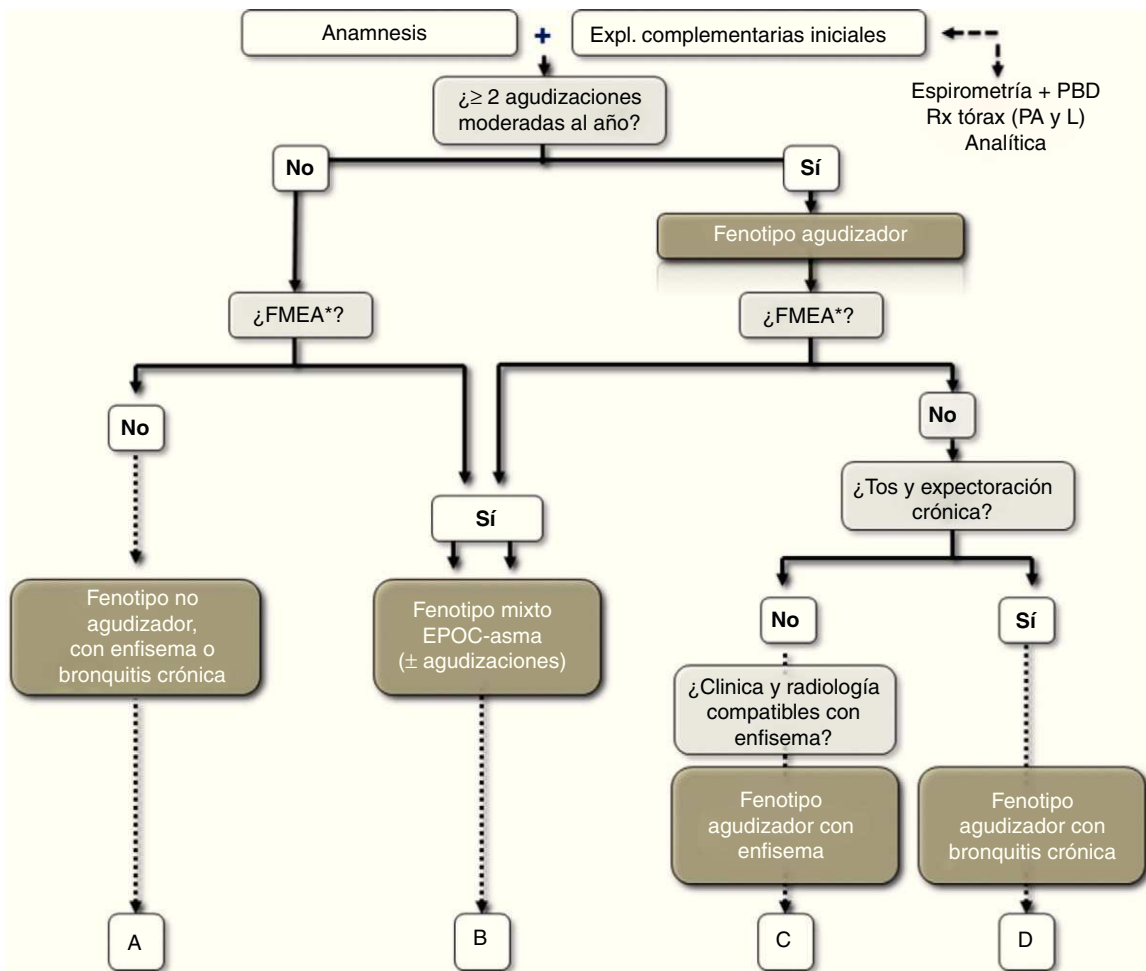 Anamnesis
+
Expl. complementarias iniciales
Espirometría + PBD
Rx tórax (PA y L)
Analítica
¿≥ 2 agudizaciones
moderadas al año?
No
Sí
Fenotipo agudizador
¿FMEA*?
¿FMEA*?
No
No
¿Tos y expectoración
crónica?
Sí
Fenotipo no
agudizador,
con enfisema o
bronquitis crónica
Fenotipo mixto
EPOC-asma
(± agudizaciones)
No
Sí
¿Clinica y radiología
compatibles con
enfisema?
Fenotipo
agudizador con
enfisema
Fenotipo
agudizador con
bronquitis crónica
A
B
C
D